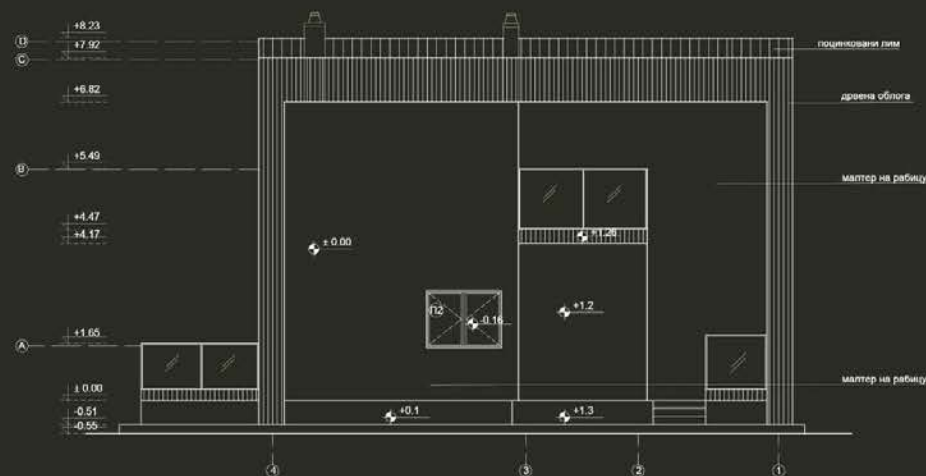 +8.23
D
поцинковани лим
+7.92
C
+6.82
дрвена облога
+5.49
B
малтер на рабицу
+4.47
+4.17
+1.26
± 0.00
П2
-0.16
+1.2
+1.65
A
± 0.00
малтер на рабицу
-0.51
+0.1
+1.3
-0.55
4
3
2
1